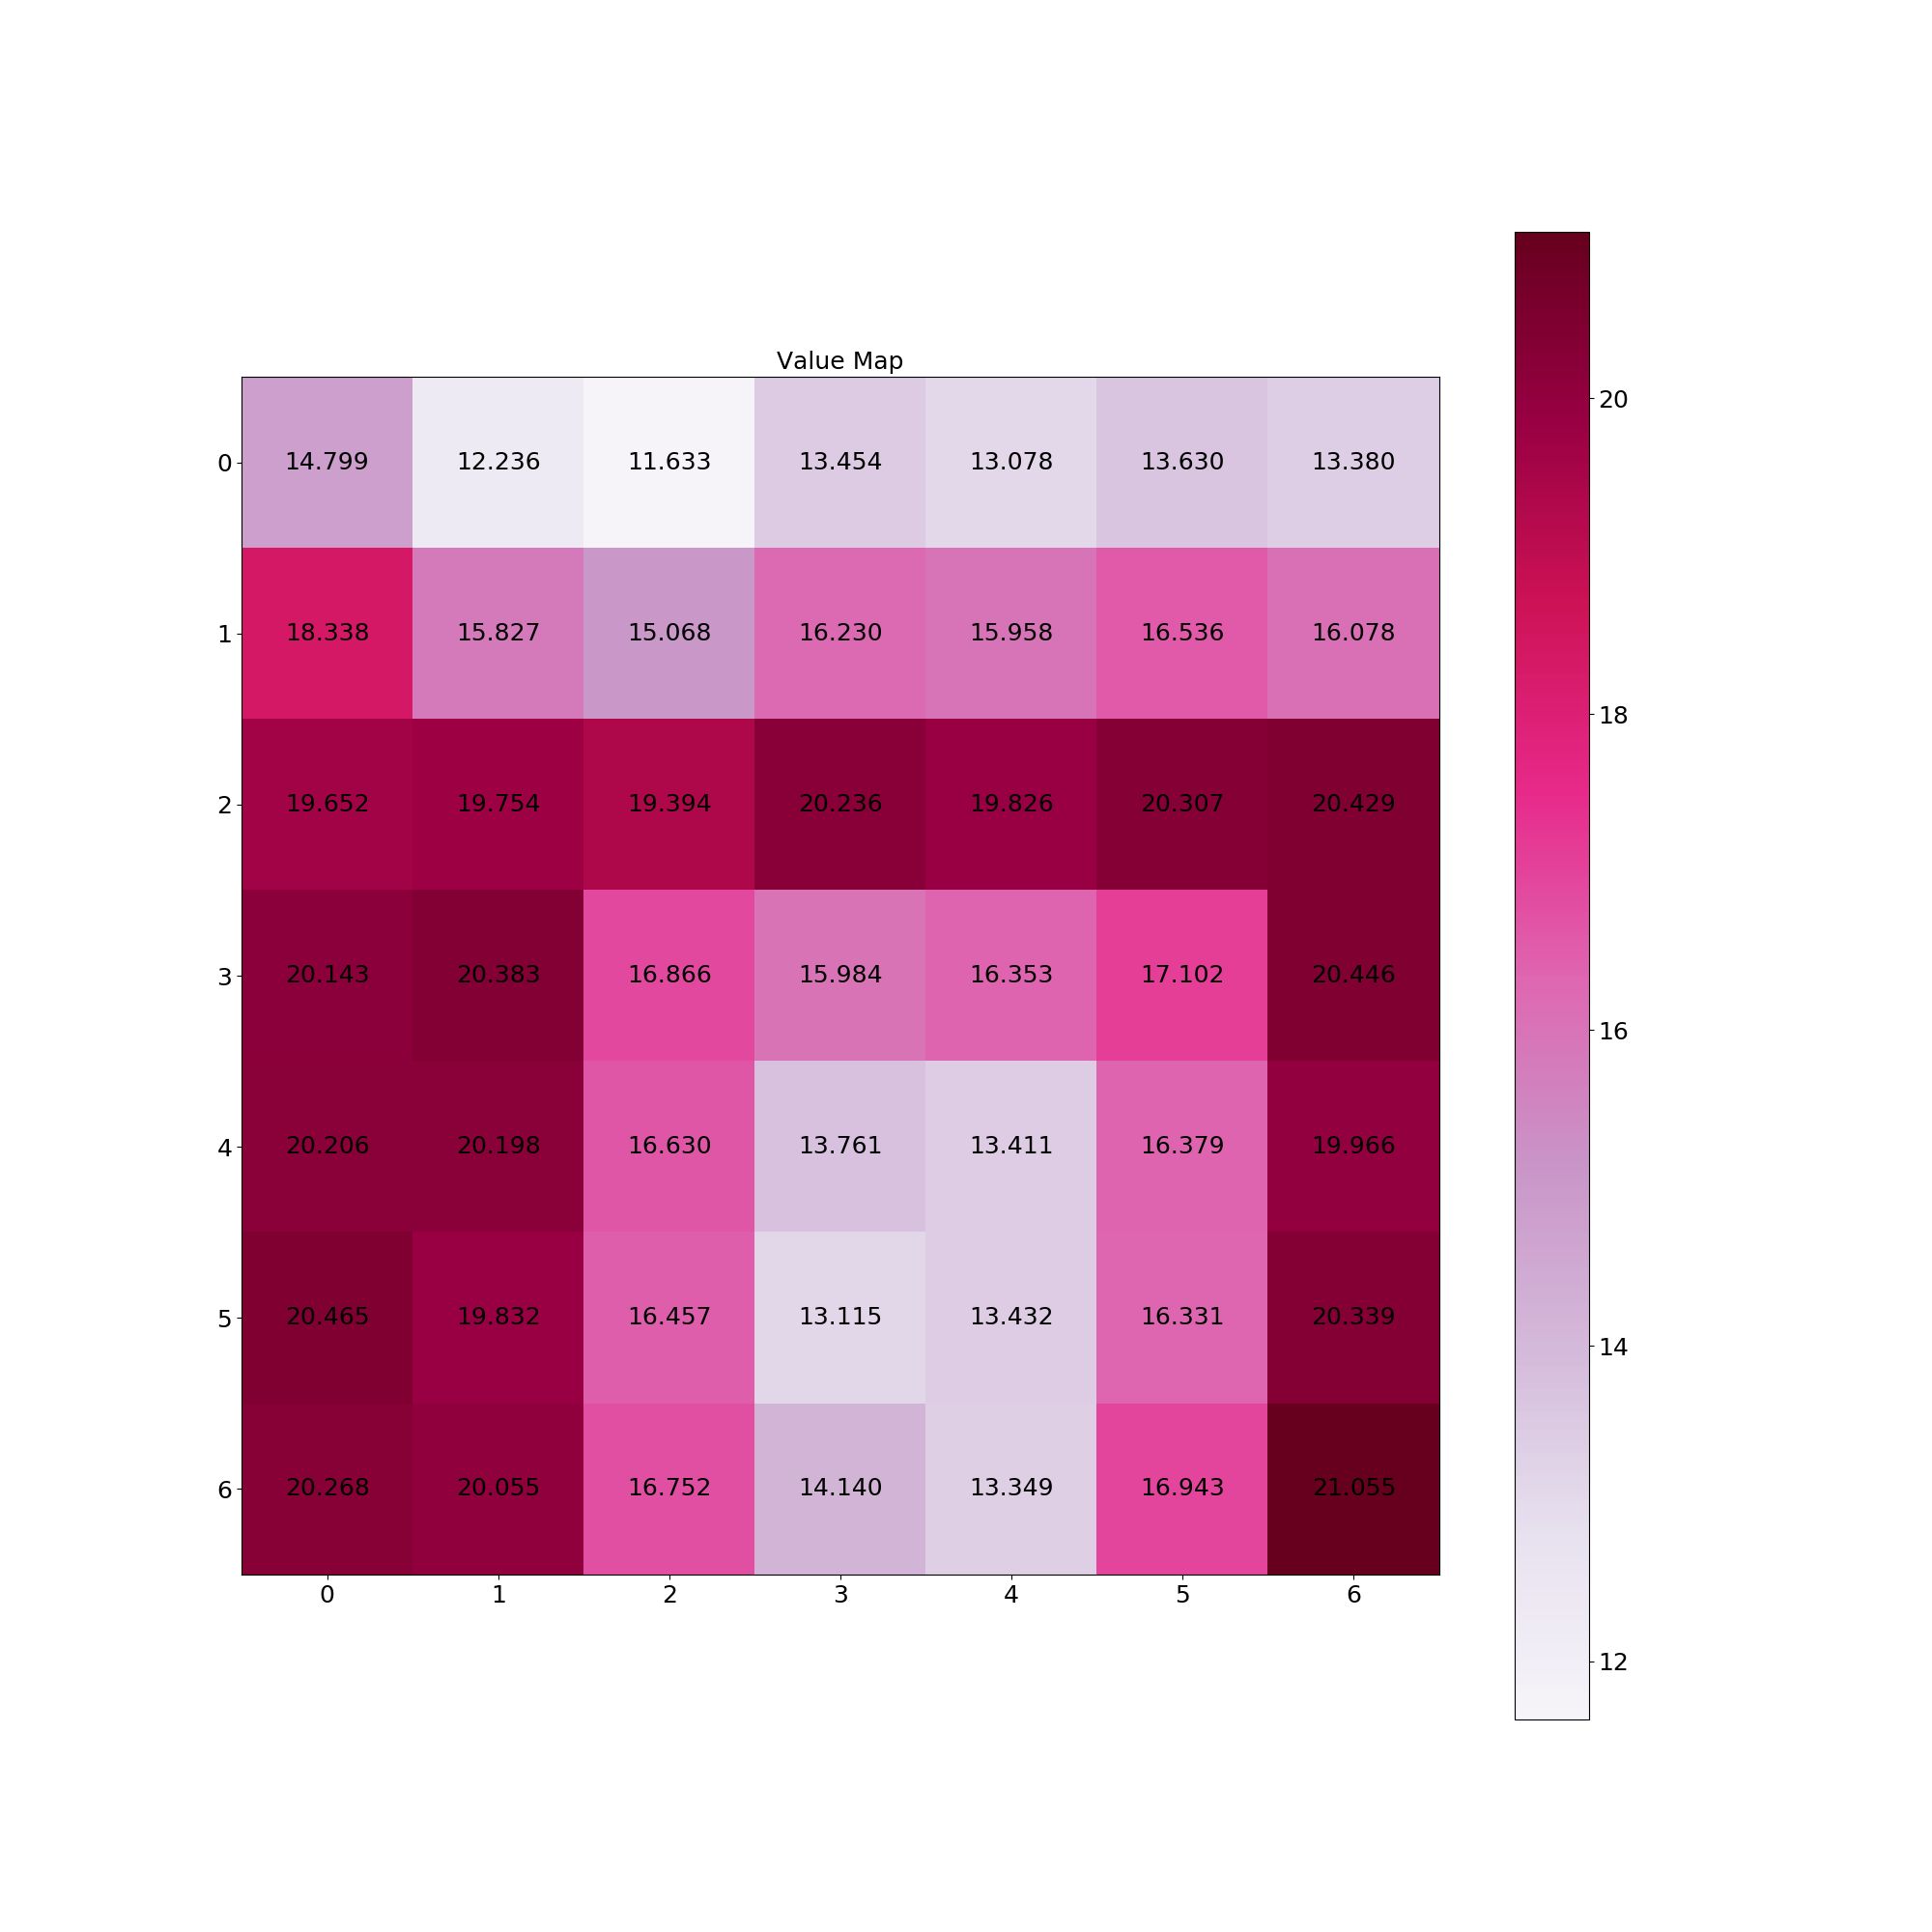 Value Map
0 14.799 12.236 11.633 13.454 13.078 13.630 13.380
1 18.338 15.827 15.068 16.230 15.958 16.536 16.078
2 19.652 19.754 19.394 20.236 19.826 20.307 20.429
3 20.143 20.383 16.866 15.984 16.353 17.102 20.446
4 20.206 20.198 16.630 13.761 13.411 16.379 19.966
5 20.465 19.832 16.457 13.115 13.432 16.331 20.339
6 20.268 20.055 16.752 14.140 13.349 16.943 21.055
0 1 2 3 4 5 6
20
18
16
14
12